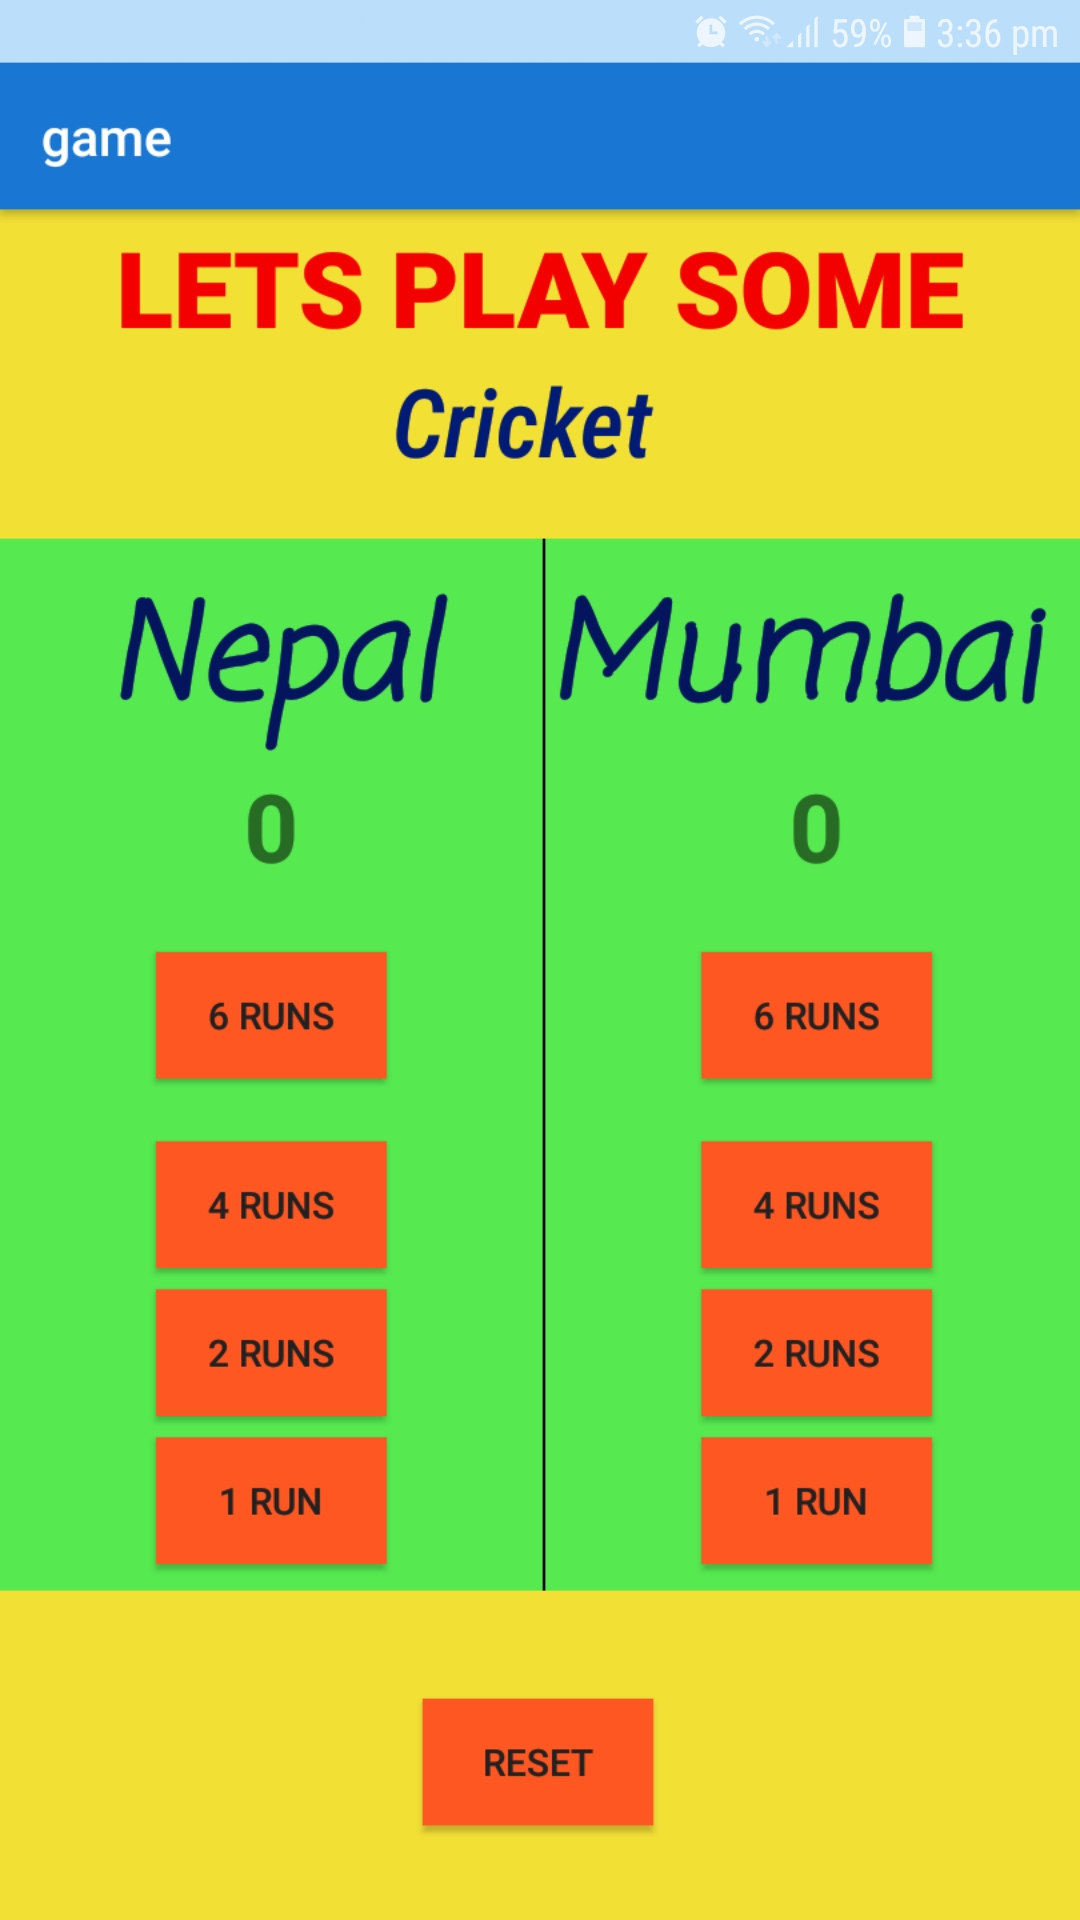 59% 3:36 pm
game
LETS PLAY SOME
Cricket
Nepal Mumbai
0 0
6 RUNS 6 RUNS
4 RUNS 4 RUNS
2 RUNS 2 RUNS
1 RUN 1 RUN
RESET